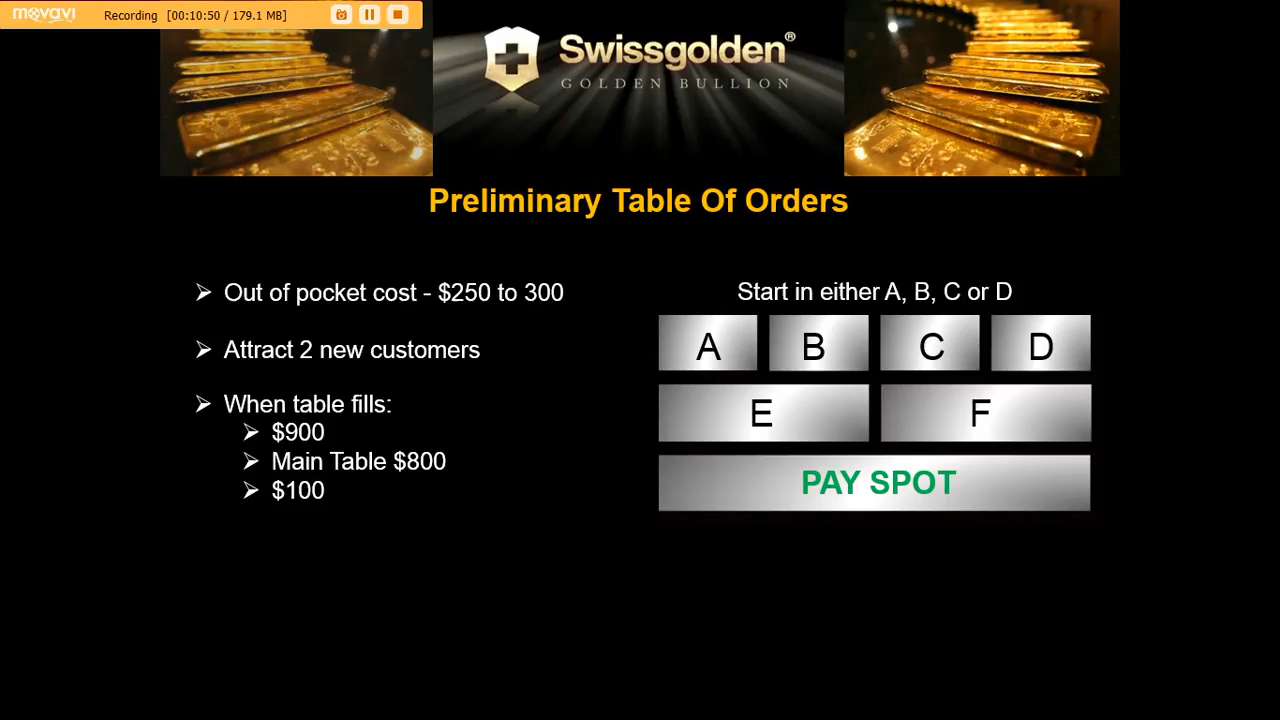 movavi
Recording [00:10:50 / 179.1 MB]
Swissgolden®
GOLDEN BULLION
Preliminary Table Of Orders
Out of pocket cost - $250 to 300
Attract 2 new customers
When table fills:
$900
Main Table $800
$100
Start in either A, B, C or D
A B C D
E F
PAY SPOT